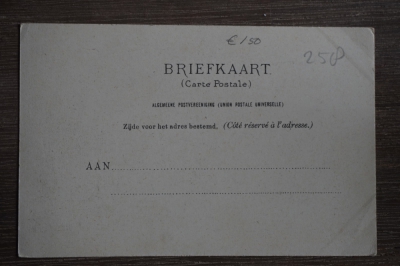 € 1,50
258
BRIEFKAART
(Carte Postale)
ALGEMEENE POSTVEREENIGING (UNION POSTALE UNIVERSELLE)
Zijde voor het adres bestemd. (Côté réservé à l'adresse.)
AAN